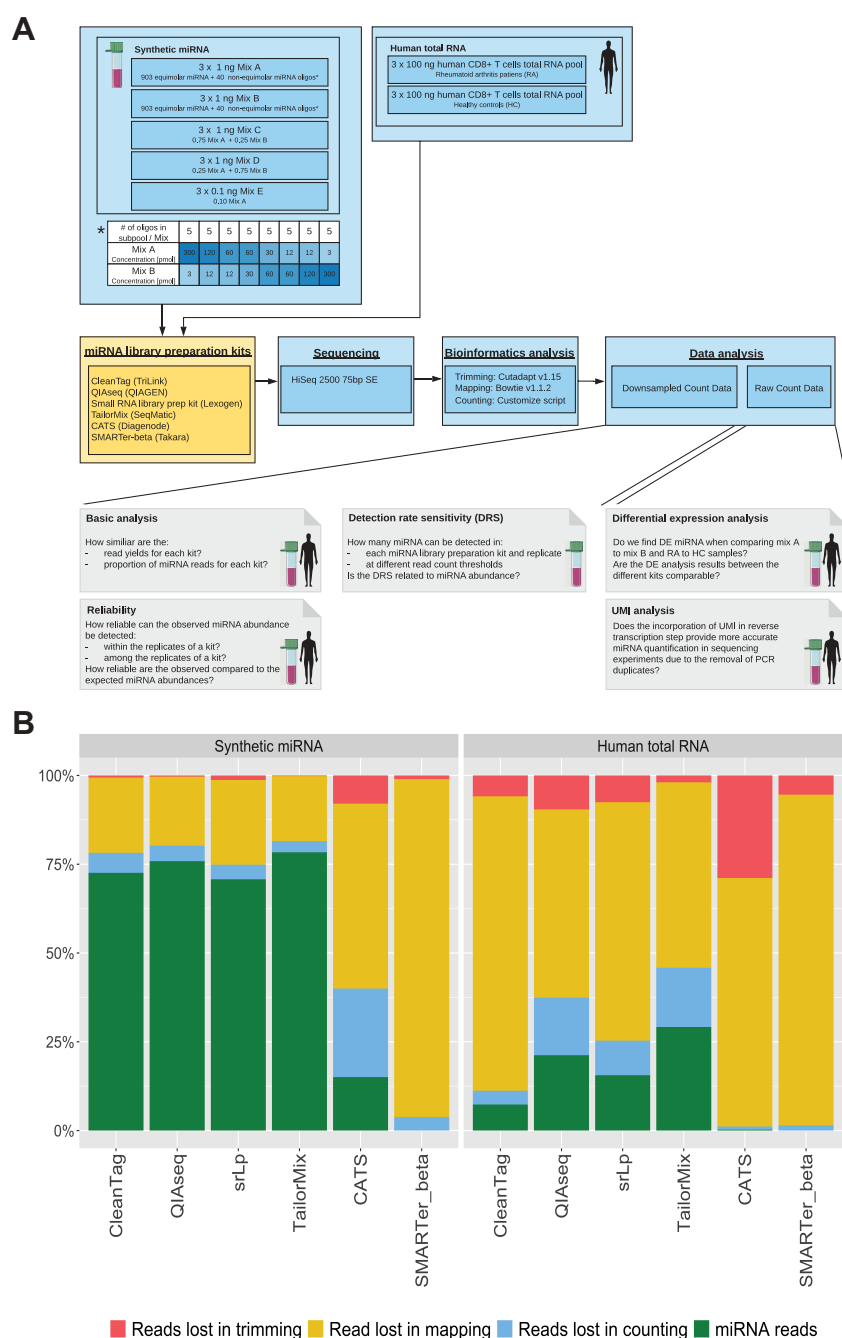 A
Synthetic miRNA
3 x 1 ng Mix A
903 equimolar miRNA + 40 non-equimolar miRNA oligos*
3 x 1 ng Mix B
903 equimolar miRNA + 40 non-equimolar miRNA oligos*
3 x 1 ng Mix C
0.75 Mix A + 0.25 Mix B
3 x 1 ng Mix D
0.25 Mix A + 0.75 Mix B
3 x 0.1 ng Mix E
0.10 Mix A
* # of oligos in
subpool / Mix 5 5 5 5 5 5 5 5
Mix A
Concentration [pmol] 300 120 60 60 30 12 12 3
Mix B
Concentration [pmol] 3 12 12 30 60 60 120 300
Human total RNA
3 x 100 ng human CD8+ T cells total RNA pool
Rheumatoid arthritis patiens (RA)
3 x 100 ng human CD8+ T cells total RNA pool
Healthy controls (HC)
miRNA library preparation kits
CleanTag (TriLink)
QIAseq (QIAGEN)
Small RNA library prep kit (Lexogen)
TailorMix (SeqMatic)
CATS (Diagenode)
SMARTer-beta (Takara)
Sequencing
HiSeq 2500 75bp SE
Bioinformatics analysis
Trimming: Cutadapt v1.15
Mapping: Bowtie v1.1.2
Counting: Customize script
Data analysis
Downsampled Count Data
Raw Count Data
Basic analysis
How similiar are the:
- read yields for each kit?
- proportion of miRNA reads for each kit?
Detection rate sensitivity (DRS)
How many miRNA can be detected in:
- each miRNA library preparation kit and replicate
- at different read count thresholds
Is the DRS related to miRNA abundance?
Differential expression analysis
Do we find DE miRNA when comparing mix A
to mix B and RA to HC samples?
Are the DE analysis results between the
different kits comparable?
Reliability
How reliable can the observed miRNA abundance
be detected:
- within the replicates of a kit?
- among the replicates of a kit?
How reliable are the observed compared to the
expected miRNA abundances?
UMI analysis
Does the incorporation of UMI in reverse
transcription step provide more accurate
miRNA quantification in sequencing
experiments due to the removal of PCR
duplicates?
B
Synthetic miRNA
Human total RNA
100%
75%
50%
25%
0%
CleanTag
QIAseq
srLp
TailorMix
CATS
SMARTer_beta
CleanTag
QIAseq
srLp
TailorMix
CATS
SMARTer_beta
Reads lost in trimming Read lost in mapping Reads lost in counting miRNA reads